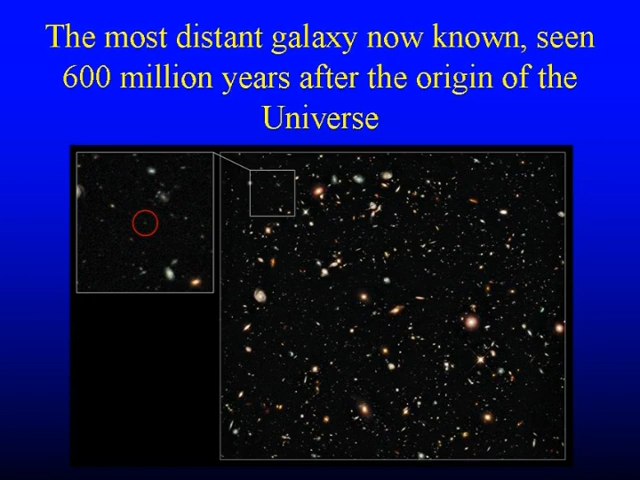 The most distant galaxy now known, seen
600 million years after the origin of the
Universe